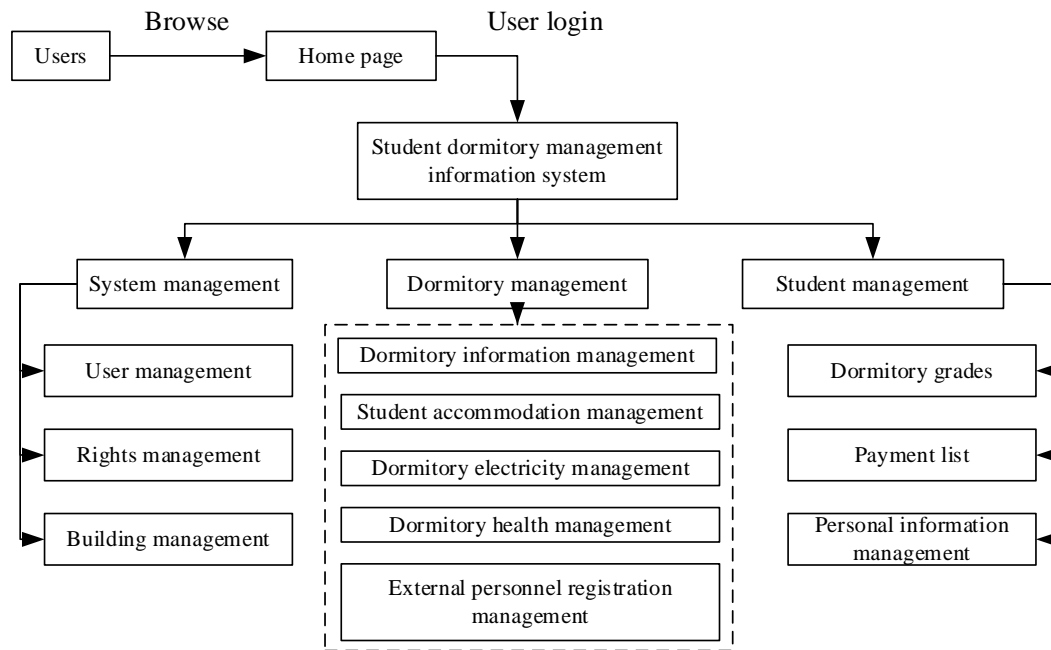 Browse
User login
Users
Home page
Student dormitory management
information system
System management
Dormitory management
Student management
User management
Rights management
Building management
Dormitory information management
Student accommodation management
Dormitory electricity management
Dormitory health management
External personnel registration
management
Dormitory grades
Payment list
Personal information
management